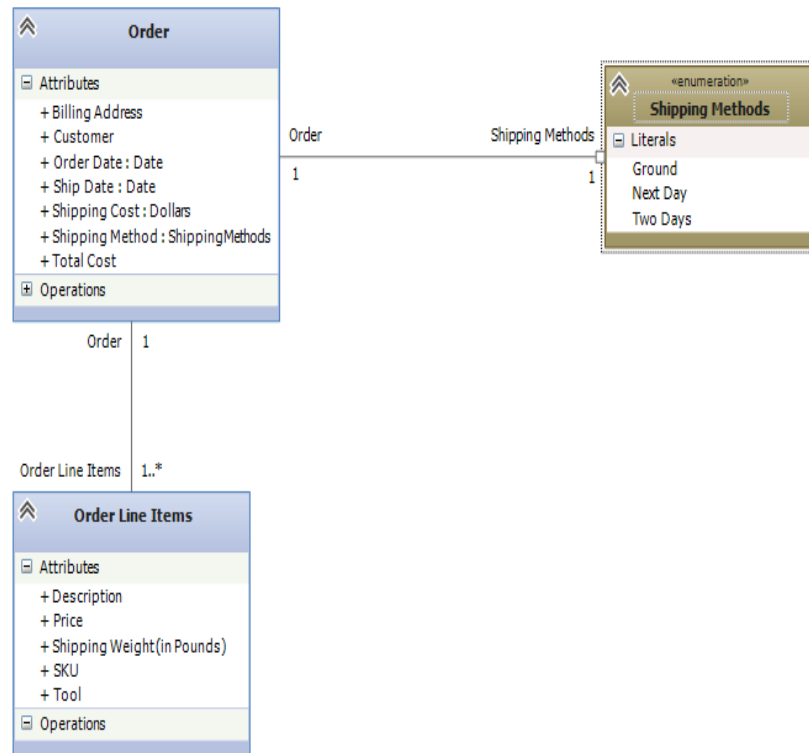 Order
Attributes
+ Billing Address
+ Customer
+ Order Date : Date
+ Ship Date : Date
+ Shipping Cost : Dollars
+ Shipping Method : ShippingMethods
+ Total Cost
Operations
Order
Shipping Methods
1
1
«enumeration»
Shipping Methods
Literals
Ground
Next Day
Two Days
Order
1
Order Line Items
1..*
Order Line Items
Attributes
+ Description
+ Price
+ Shipping Weight(in Pounds)
+ SKU
+ Tool
Operations